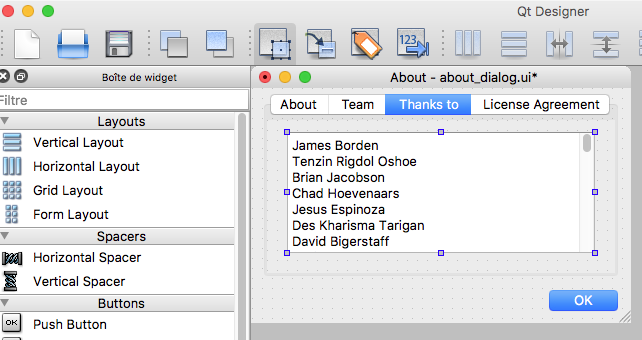 Qt Designer
123
Boîte de widget
About - about_dialog.ui*
Filtre
About
Team
Thanks to
License Agreement
Layouts
Vertical Layout
Horizontal Layout
Grid Layout
Form Layout
Spacers
Horizontal Spacer
Vertical Spacer
Buttons
OK
Push Button
James Borden
Tenzin Rigdol Oshoe
Brian Jacobson
Chad Hoevenaars
Jesus Espinoza
Des Kharisma Tarigan
David Bigerstaff
OK